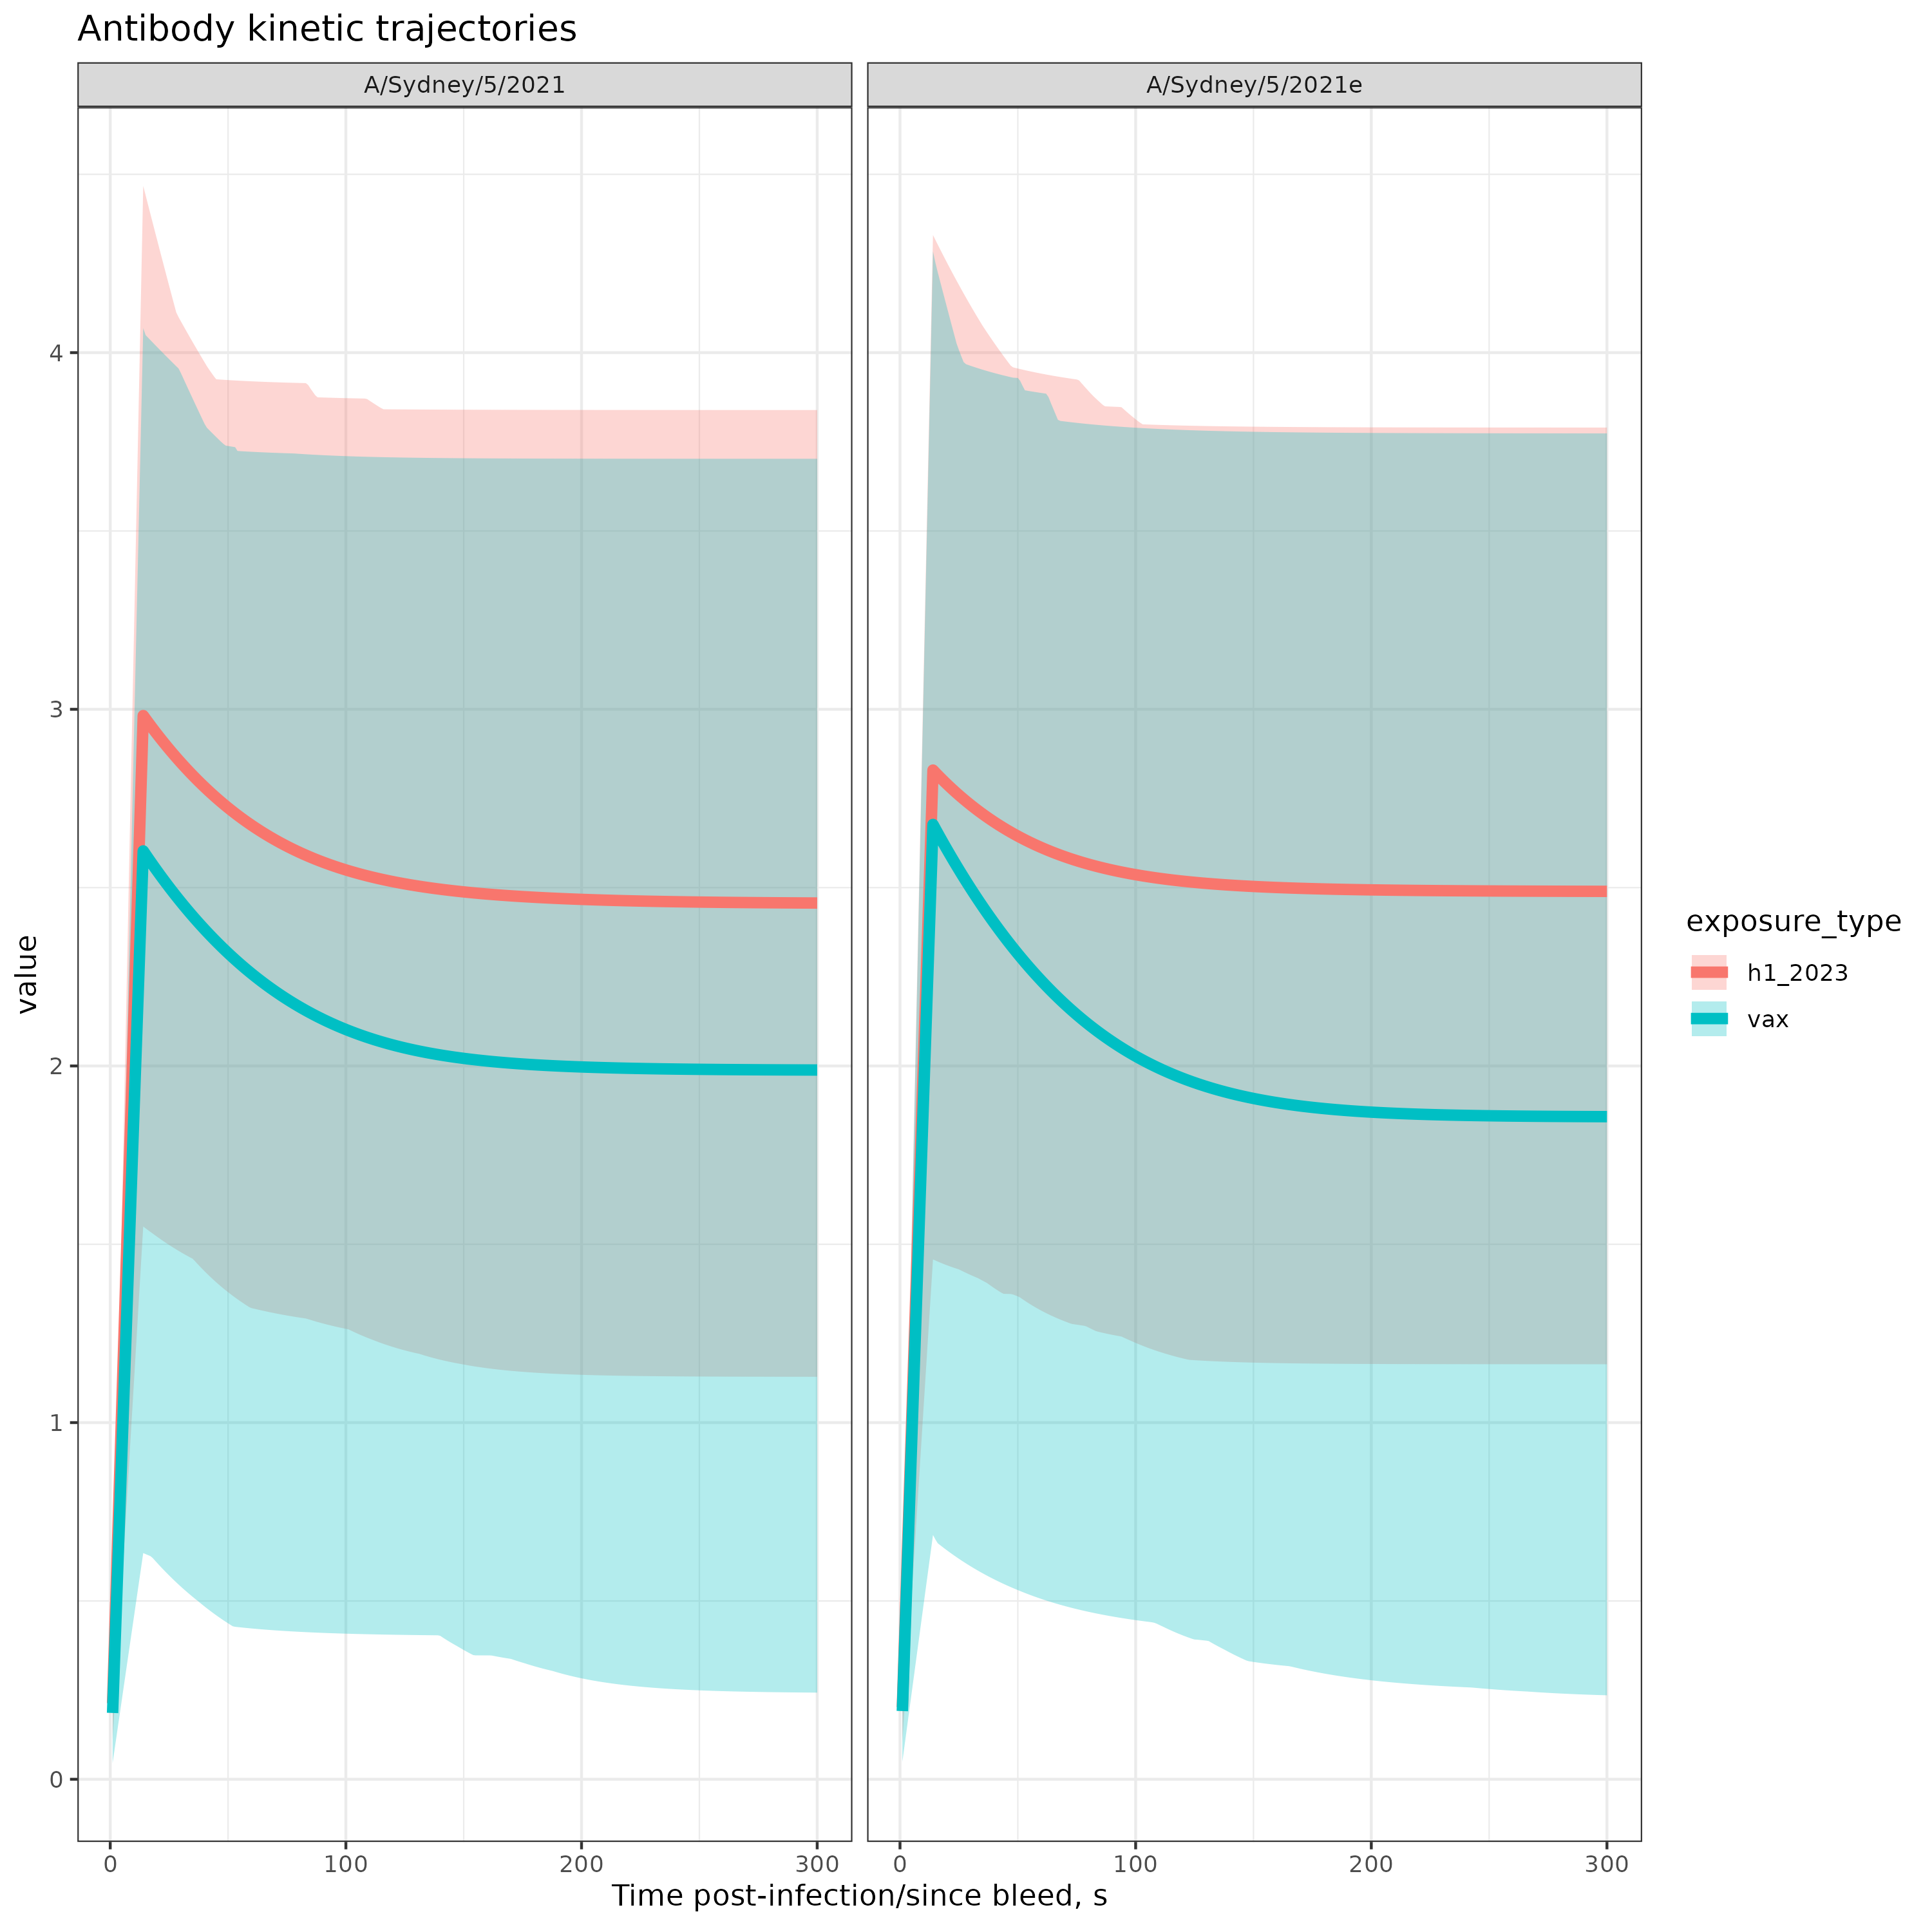 Antibody kinetic trajectories
A/Sydney/5/2021
A/Sydney/5/2021e
4
3
2
1
0
value
0 100 200 300
0 100 200 300
Time post-infection/since bleed, s
exposure_type
h1_2023
vax